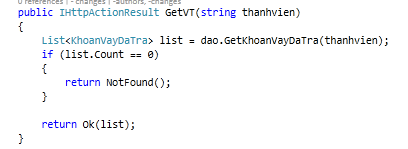 0 references | - changes | -authors, -changes
public IHttpActionResult GetVT(string thanhvien)
{
List<KhoanVayDaTra> list = dao.GetKhoanVayDaTra(thanhvien);
if (list.Count == 0)
{
return NotFound();
}
return Ok(list);
}